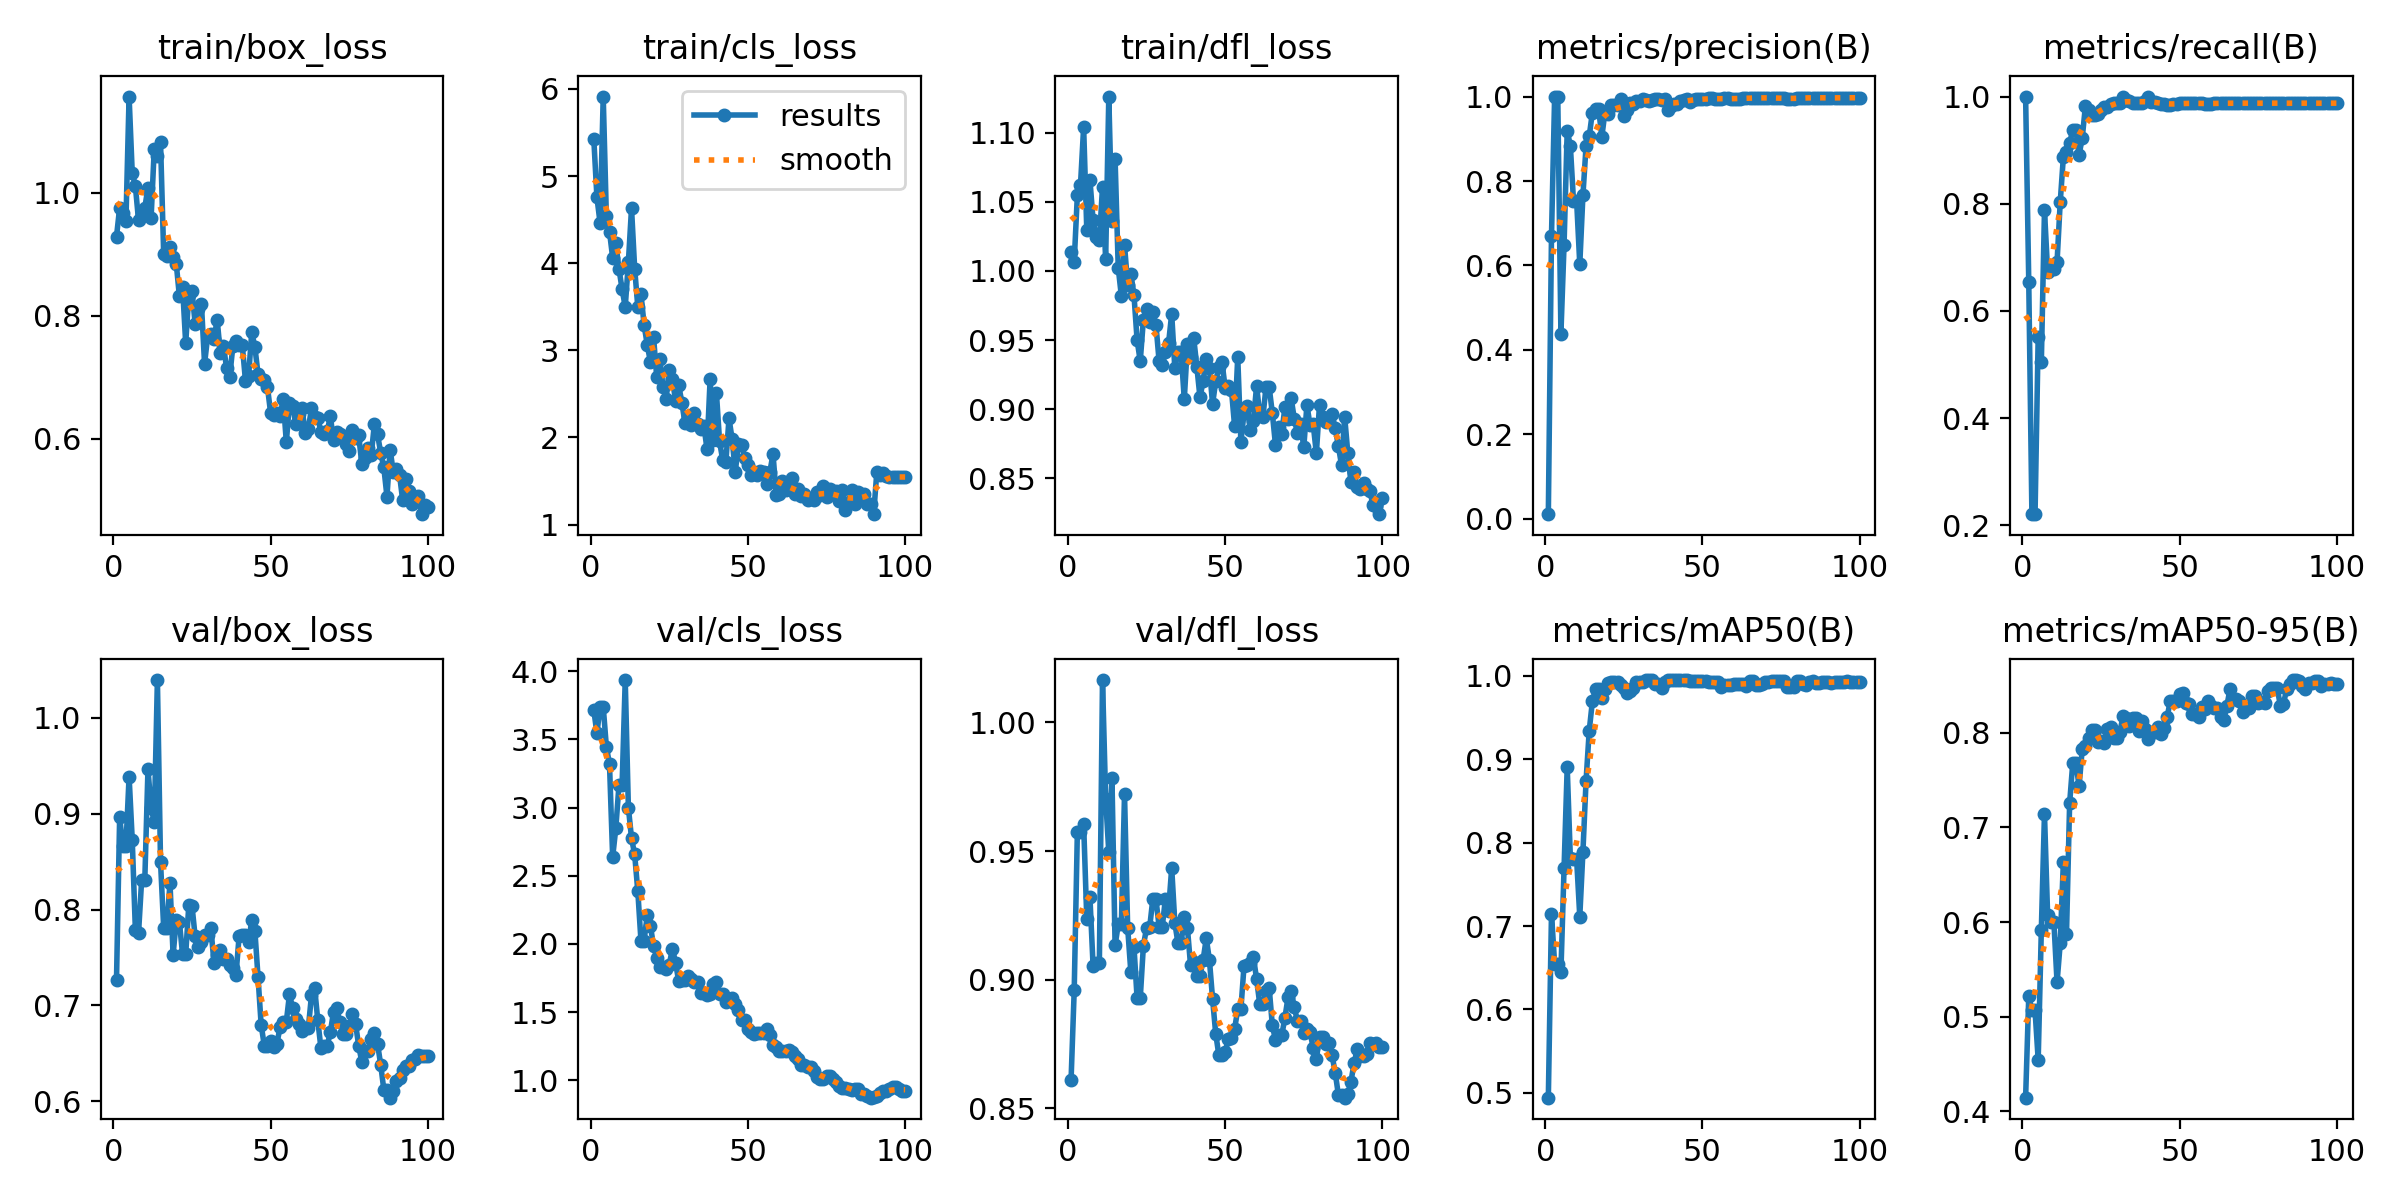 train/box_loss
1.0
0.8
0.6
0 50 100
train/cls_loss
results
smooth
6
5
4
3
2
1
0 50 100
train/dfl_loss
1.10
1.05
1.00
0.95
0.90
0.85
0 50 100
metrics/precision(B)
1.0
0.8
0.6
0.4
0.2
0.0
0 50 100
metrics/recall(B)
1.0
0.8
0.6
0.4
0.2
0 50 100
val/box_loss
1.0
0.9
0.8
0.7
0.6
0 50 100
val/cls_loss
4.0
3.5
3.0
2.5
2.0
1.5
1.0
0 50 100
val/dfl_loss
1.00
0.95
0.90
0.85
0 50 100
metrics/mAP50(B)
1.0
0.9
0.8
0.7
0.6
0.5
0 50 100
metrics/mAP50-95(B)
0.8
0.7
0.6
0.5
0.4
0 50 100